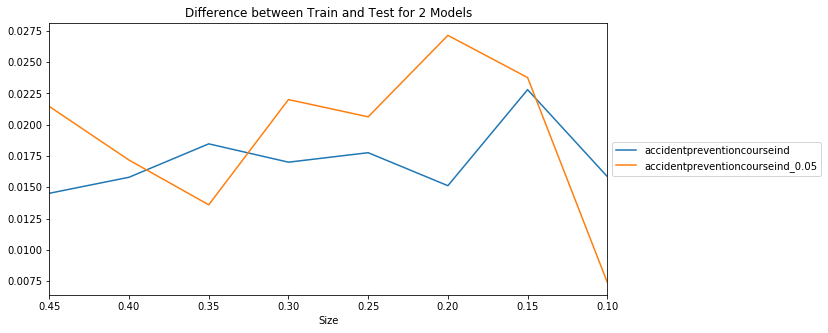 Difference between Train and Test for 2 Models
0.0275
0.0250
0.0225
0.0200
0.0175
0.0150
0.0125
0.0100
0.0075
0.45 0.40 0.35 0.30 0.25 0.20 0.15 0.10
Size
accidentpreventioncourseind
accidentpreventioncourseind_0.05